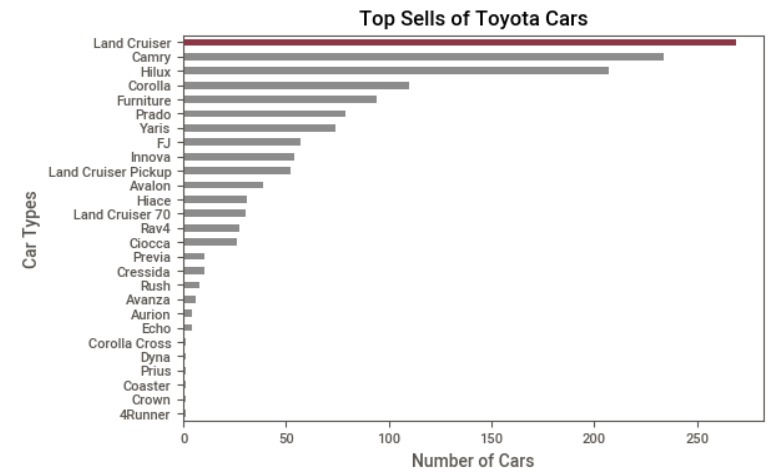 Top Sells of Toyota Cars
Land Cruiser
Camry
Hilux
Corolla
Furniture
Prado
Yaris
FJ
Innova
Land Cruiser Pickup
Avalon
Hiace
Land Cruiser 70
Rav4
Ciocca
Previa
Cressida
Rush
Avanza
Aurion
Echo
Corolla Cross
Dyna
Prius
Coaster
Crown
4Runner
Car Types
0 50 100 150 200 250
Number of Cars